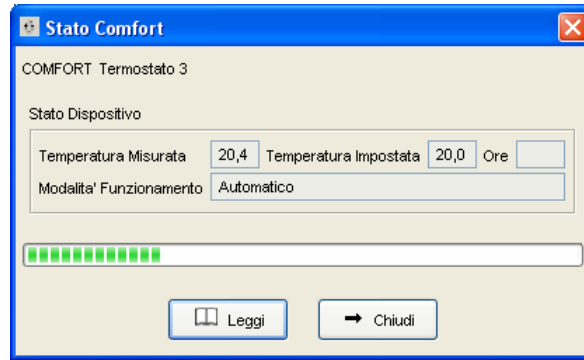 Stato Comfort
COMFORT Termostato 3
Stato Dispositivo
Temperatura Misurata 20,4 Temperatura Impostata 20,0 Ore
Modalita' Funzionamento Automatico
Leggi Chiudi